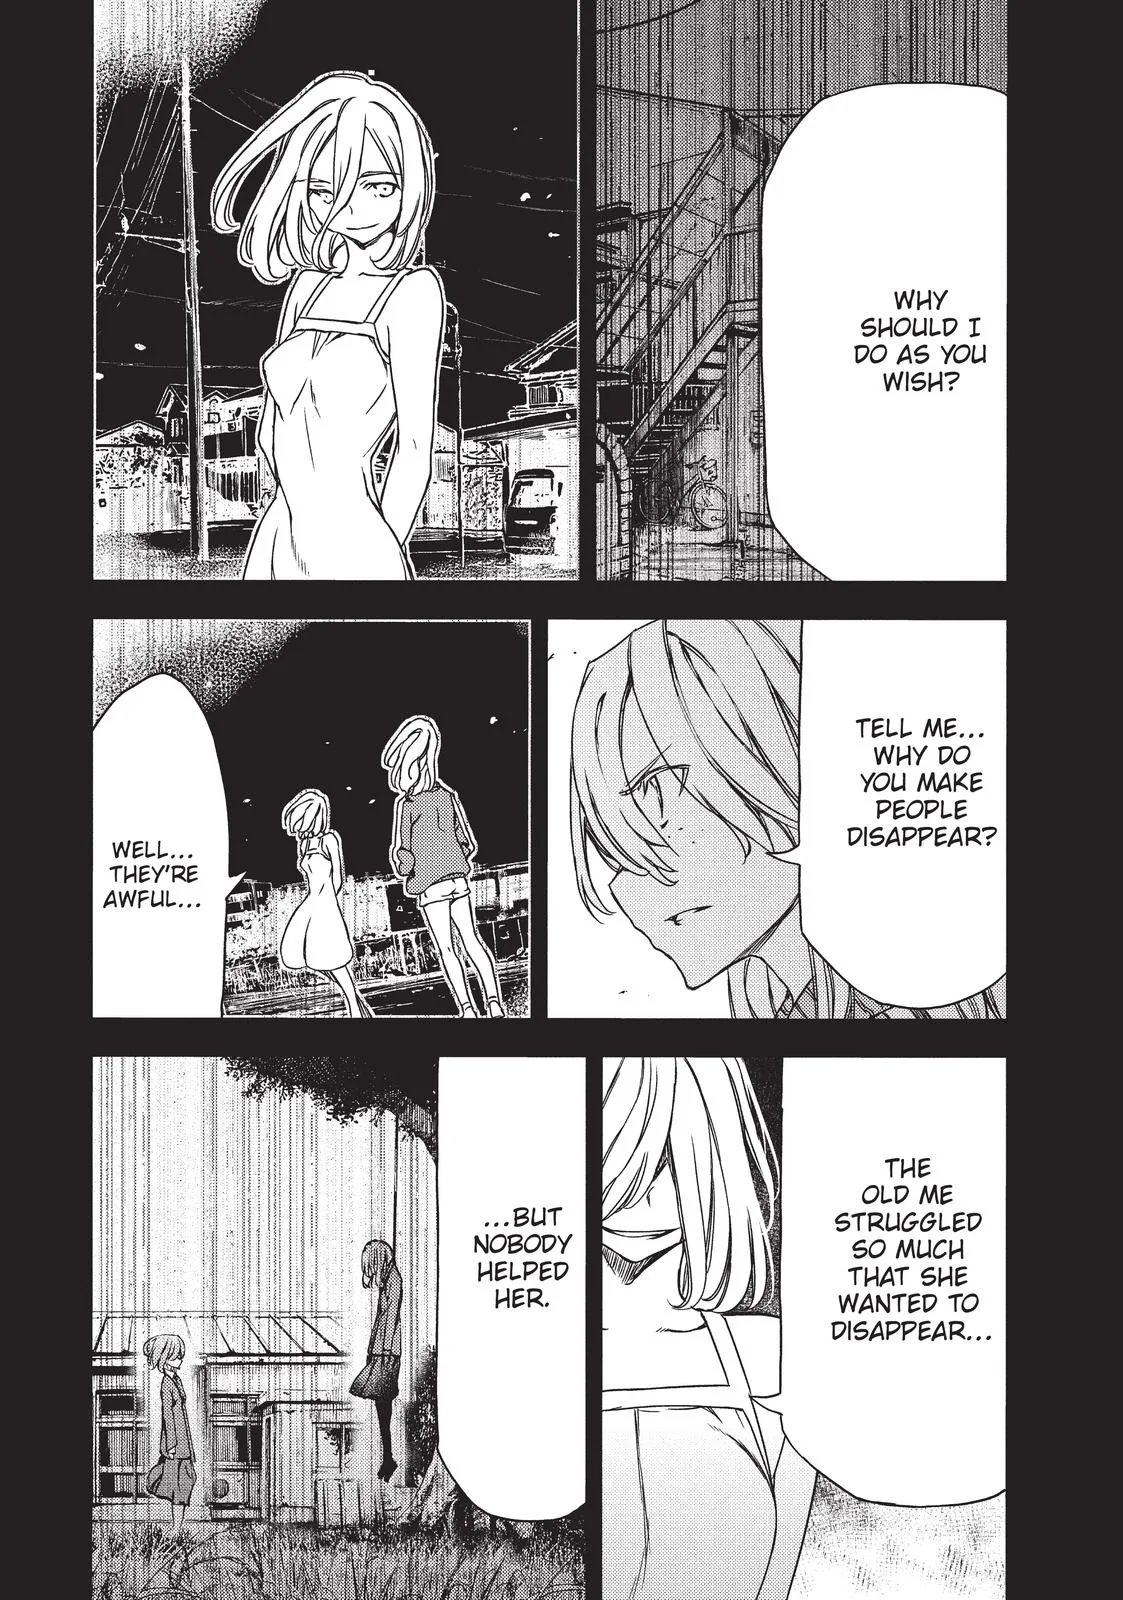 WHY
SHOULD I
DO AS YOU
WISH?
TELL ME...
WHY DO
YOU MAKE
PEOPLE
DISAPPEAR?
WELL...
THEY'RE
AWFUL...
THE
OLD ME
STRUGGLED
SO MUCH
THAT SHE
WANTED TO
DISAPPEAR...
...BUT
NOBODY
HELPED
HER.